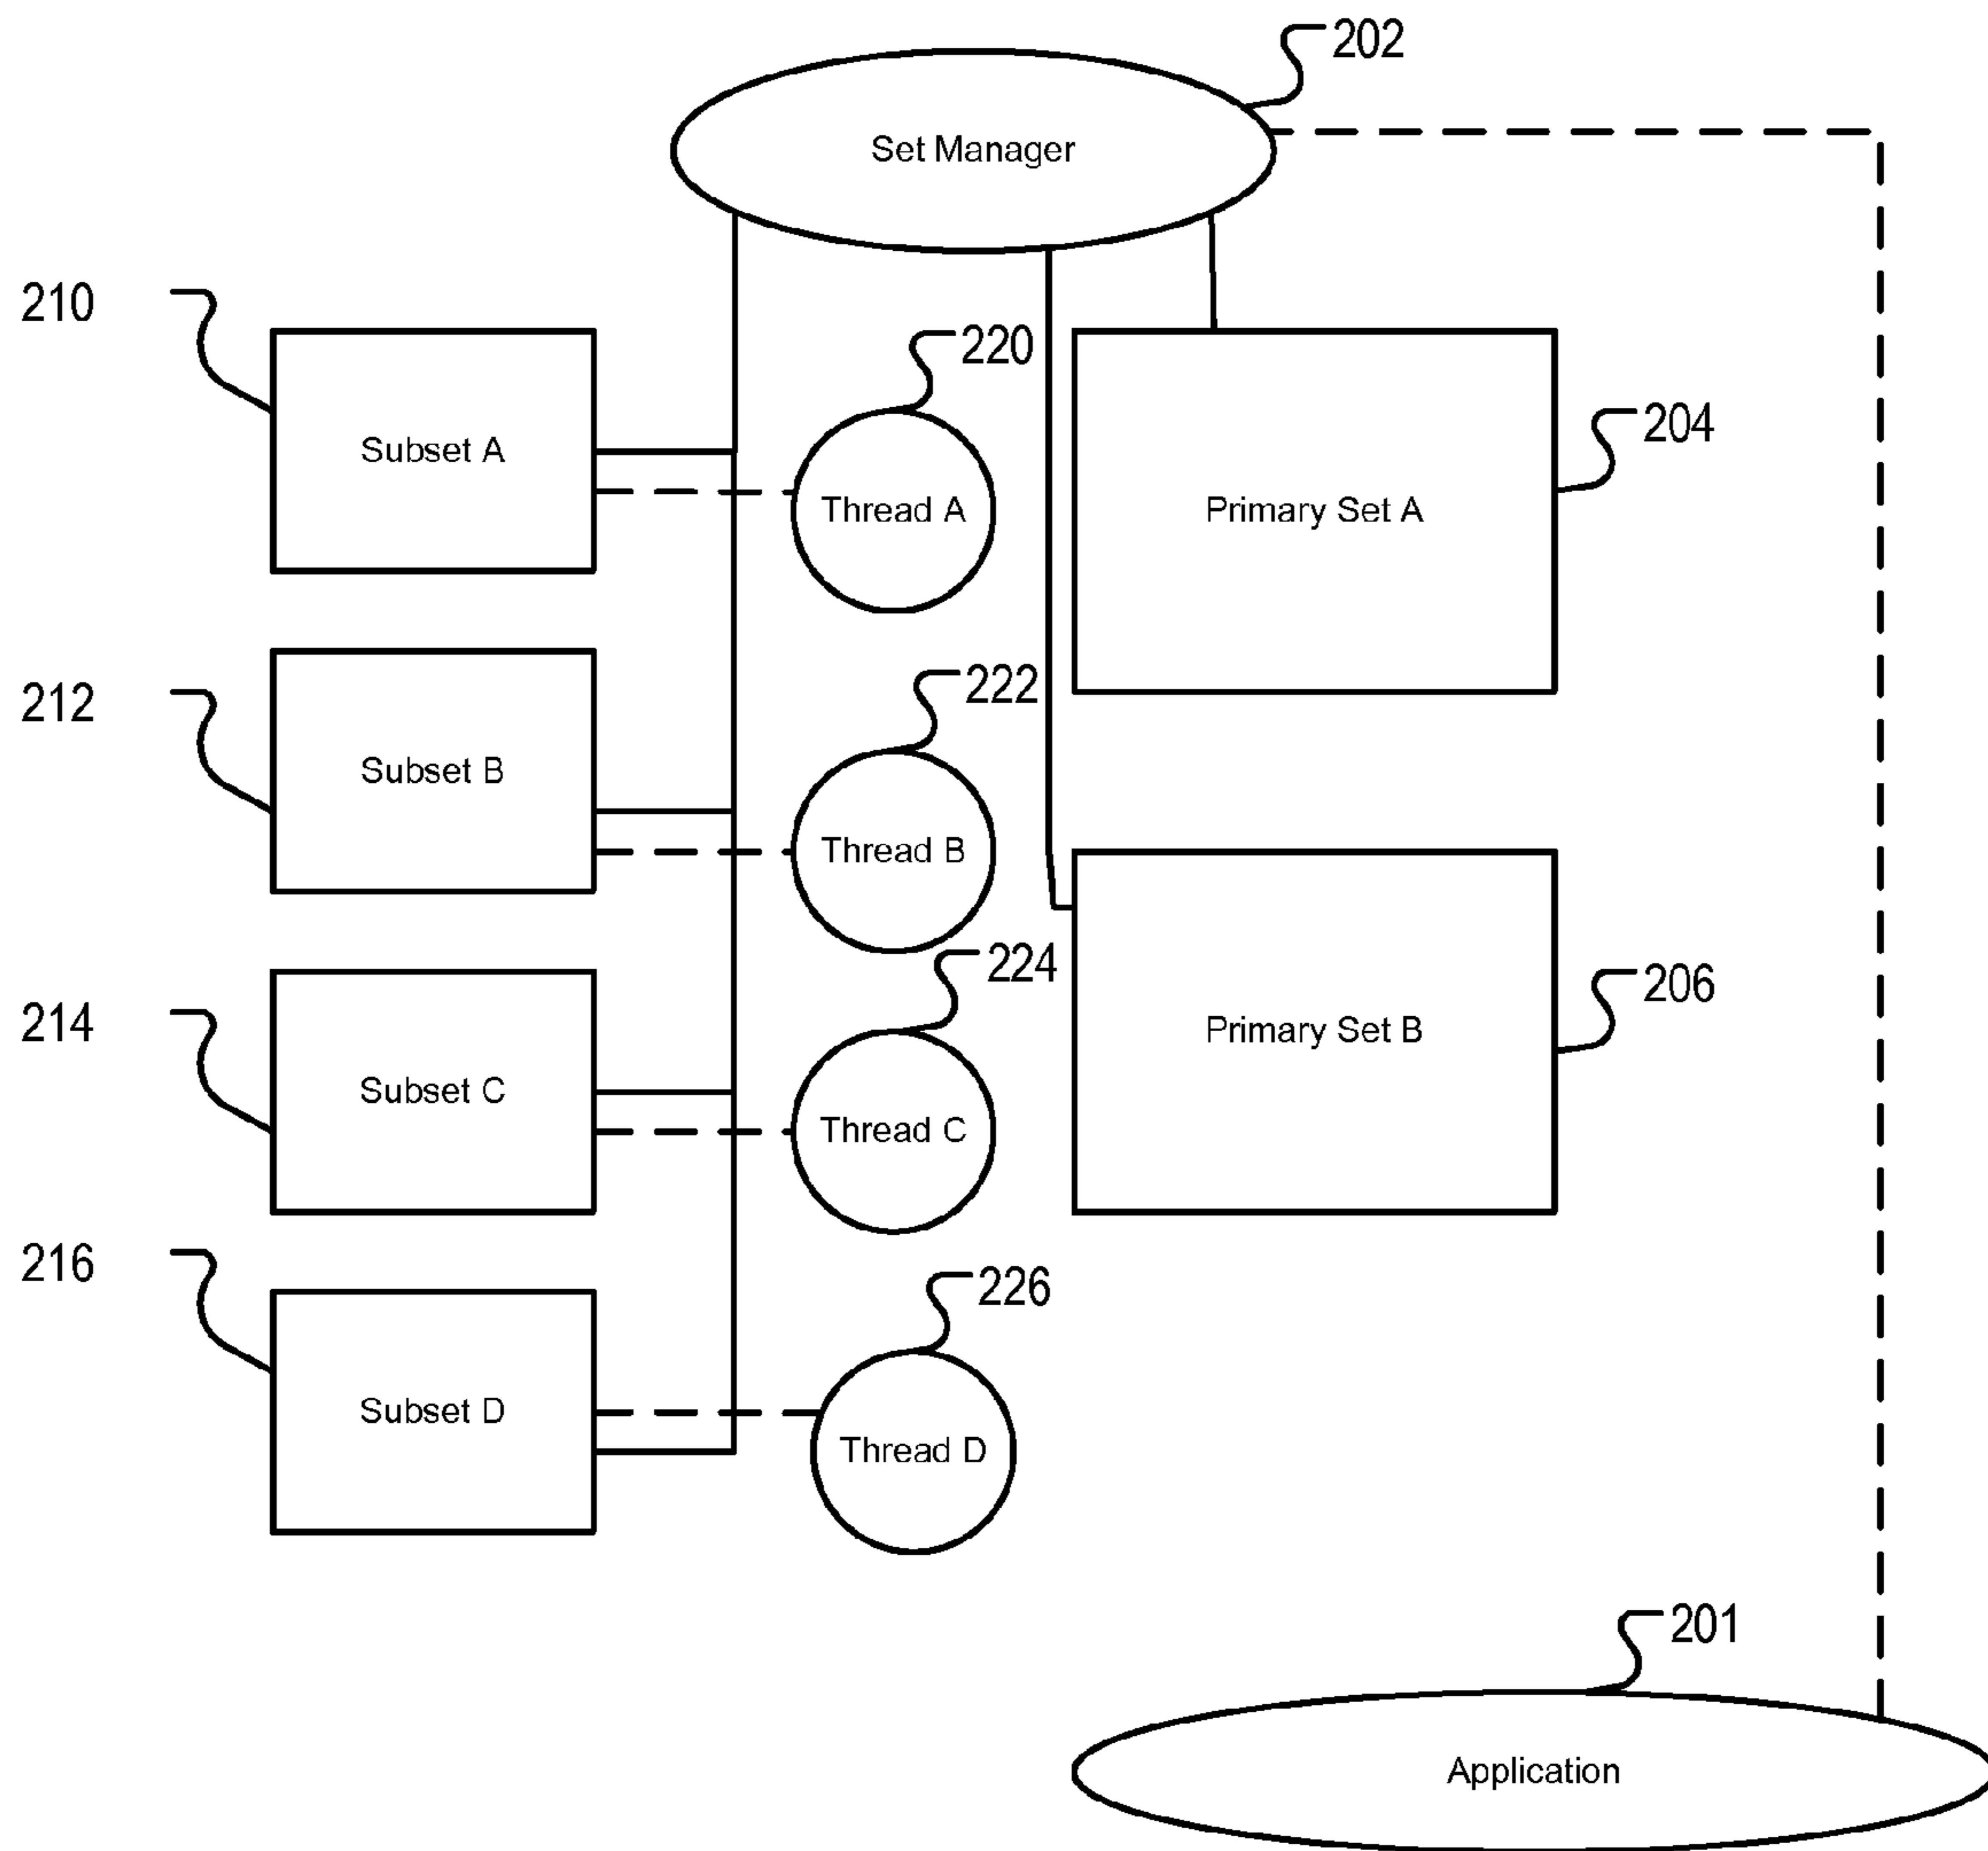 202
Set Manager
210
220
Subset A
Thread A
Primary Set A
204
212
222
Subset B
Thread B
214
224
Subset C
Thread C
Primary Set B
206
216
226
Subset D
Thread D
201
Application